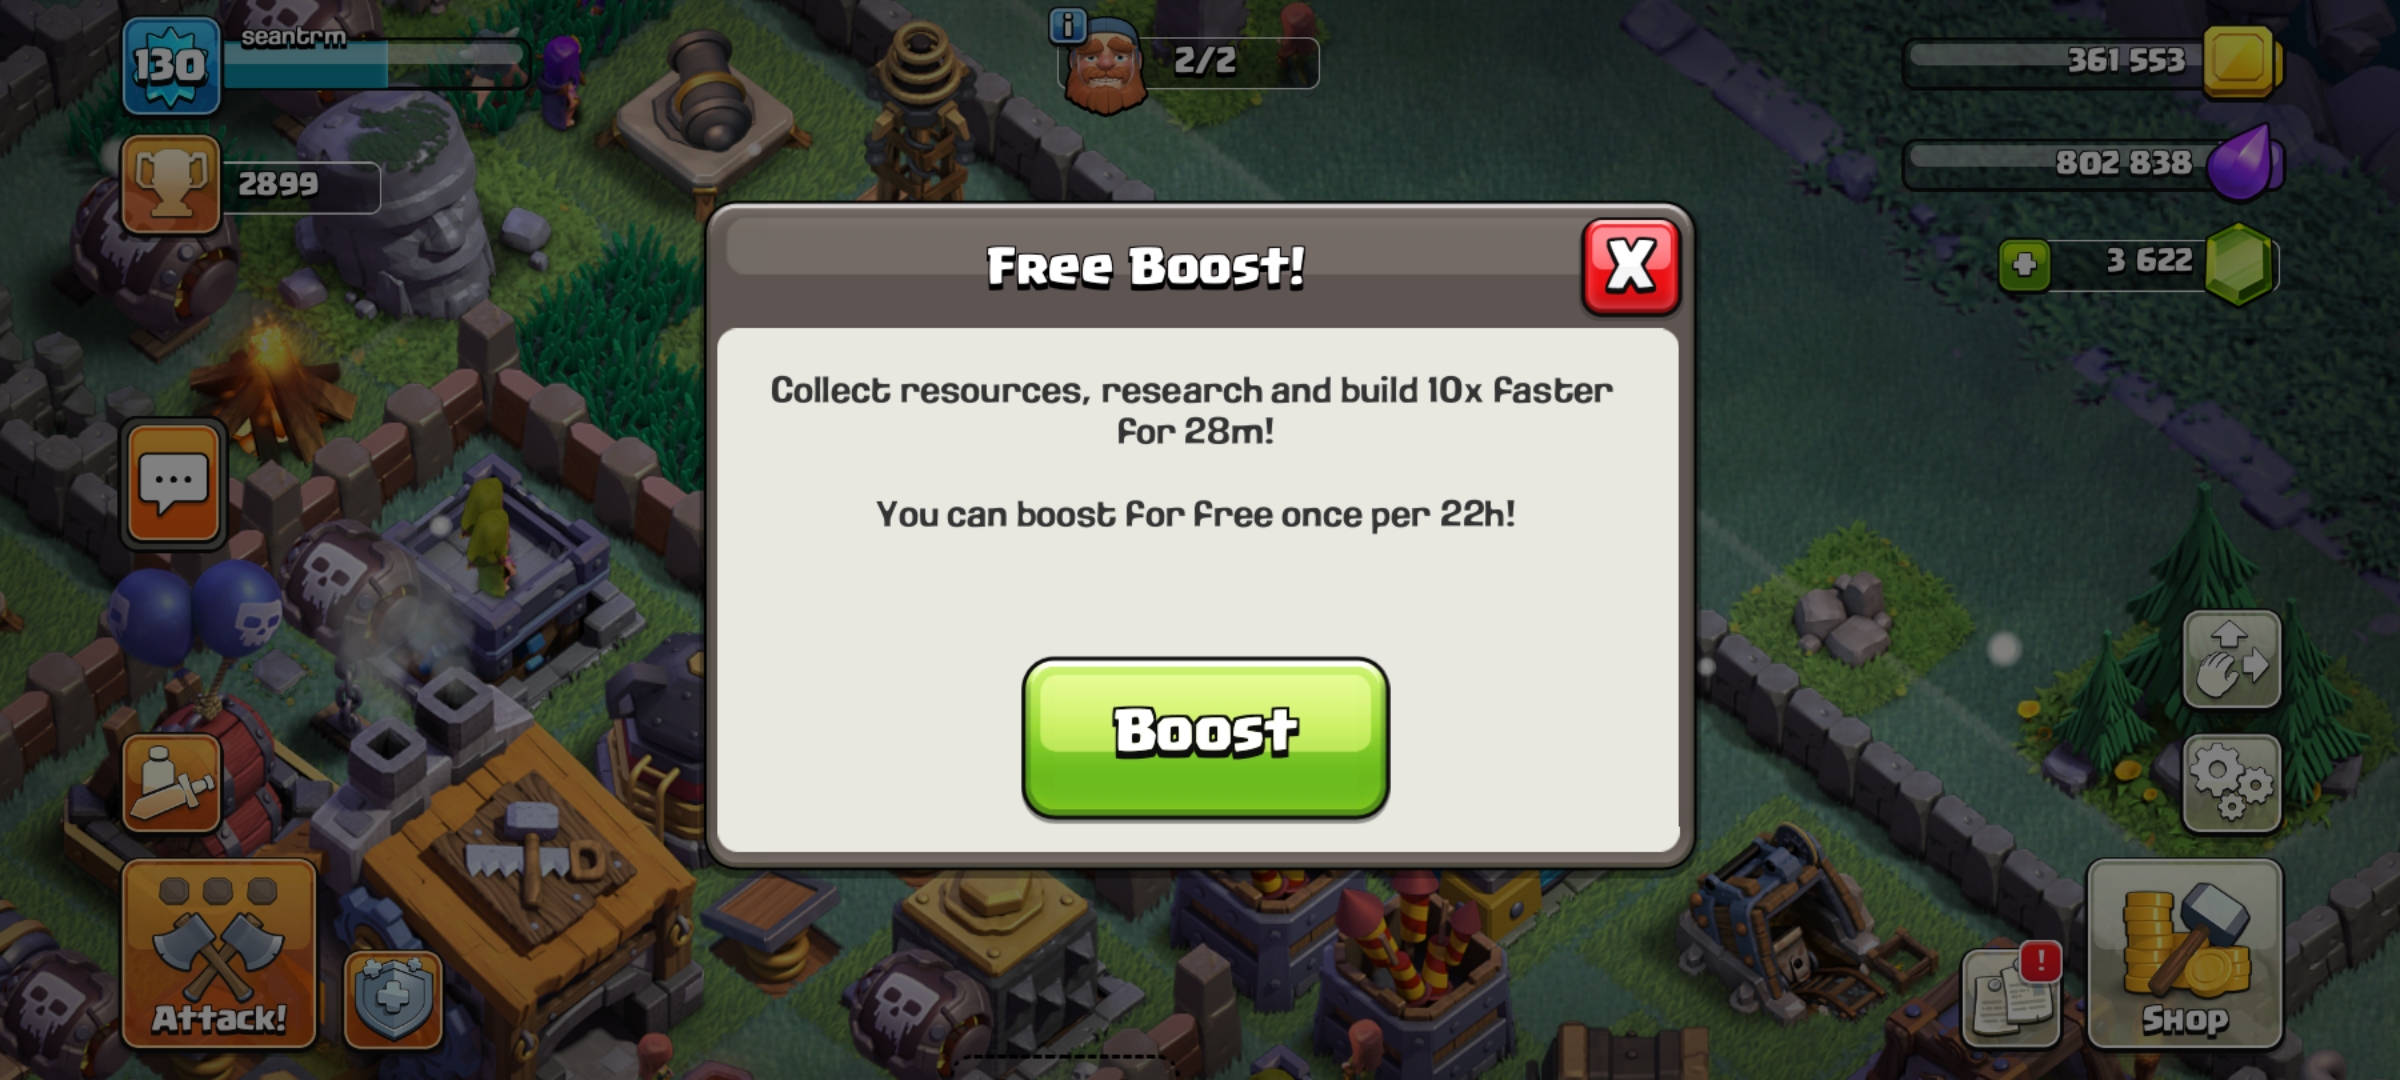 130
seantrm
2/2
361 553
2899
802 838
3 622
Free Boost!
X
Collect resources, research and build 10x faster
for 28m!
You can boost for free once per 22h!
Boost
Attack!
!
Shop